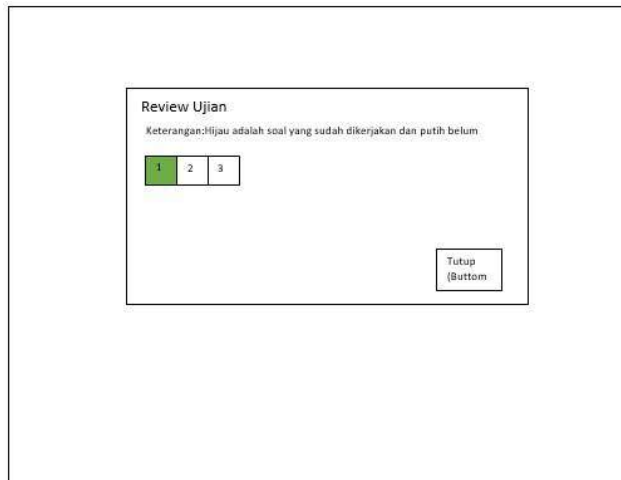 Review Ujian
Keterangan:Hijau adalah soal yang sudah dikerjakan dan putih belum
1 2 3
Tutup
(Buttom